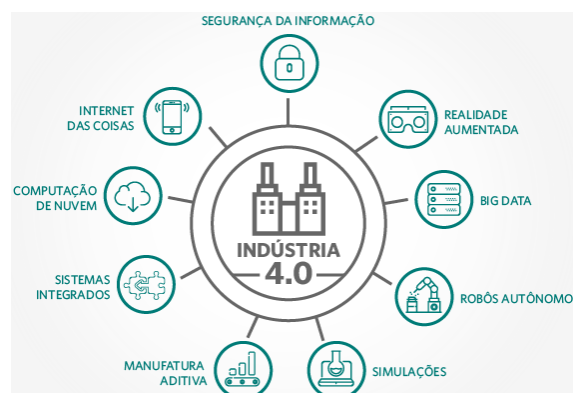 SEGURANÇA DA INFORMAÇÃO
INTERNET
DAS COISAS
REALIDADE
AUMENTADA
COMPUTAÇÃO
DE NUVEM
BIG DATA
INDÚSTRIA
4.0
SISTEMAS
INTEGRADOS
ROBÔS AUTÔNOMO
MANUFATURA
ADITIVA
SIMULAÇÕES